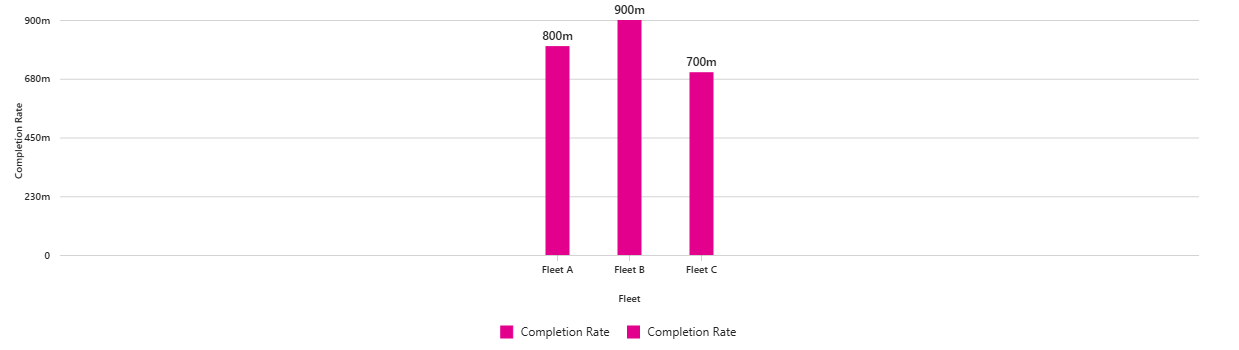 900m
900m
800m
700m
680m
450m
230m
0
Completion Rate
Fleet A Fleet B Fleet C
Fleet
Completion Rate Completion Rate